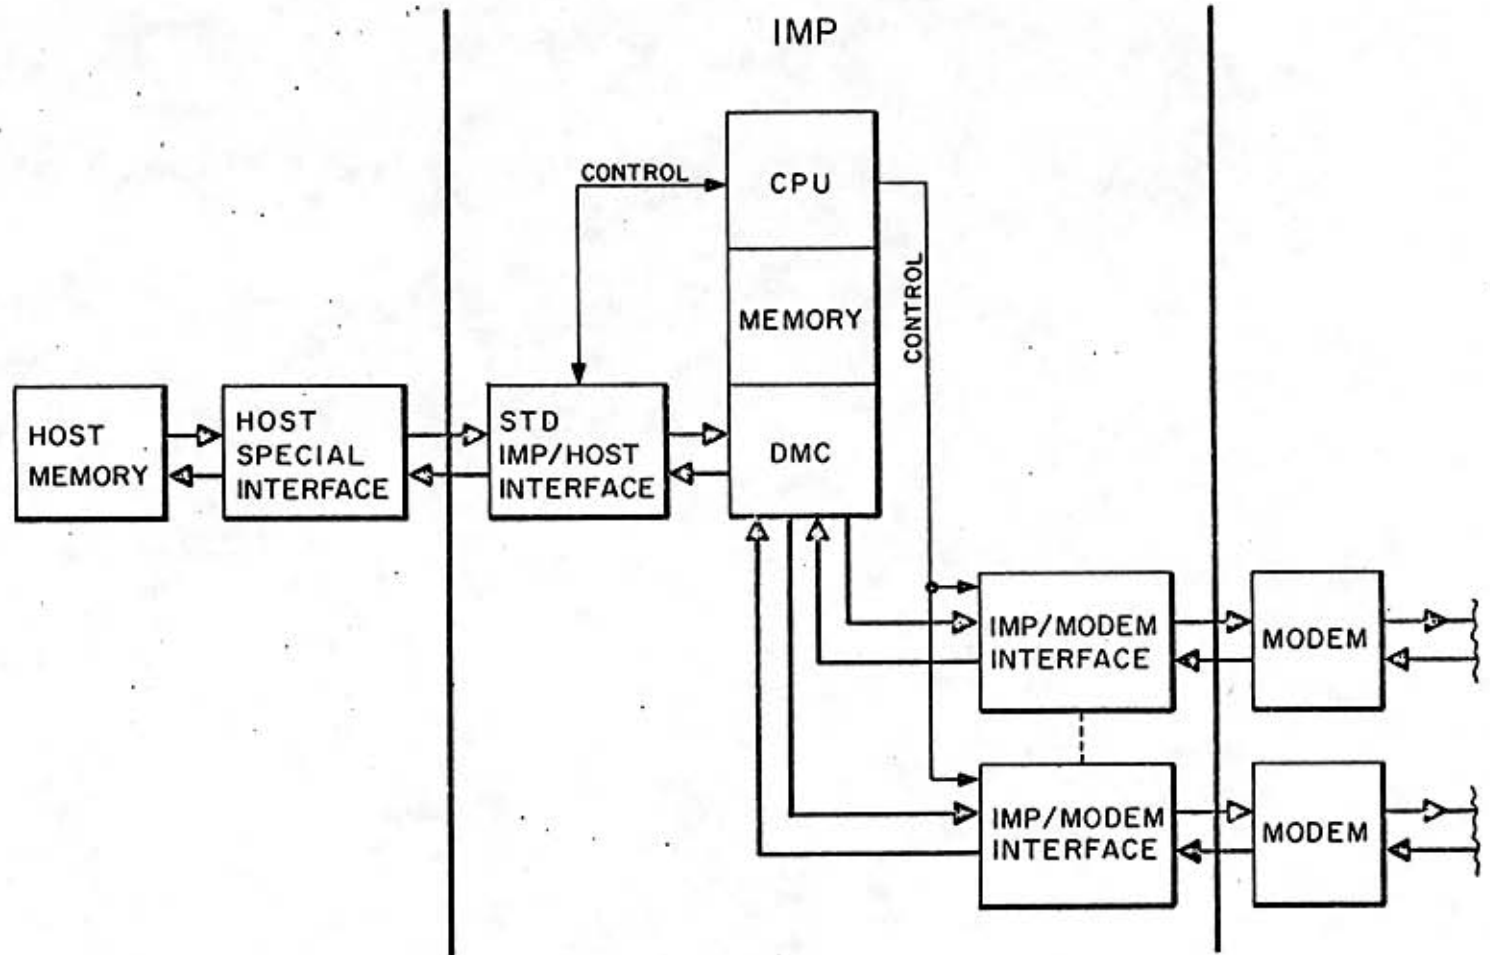 IMP
CONTROL
CPU
CONTROL
MEMORY
HOST
MEMORY
HOST
SPECIAL
INTERFACE
STD
IMP/HOST
INTERFACE
DMC
IMP/MODEM
INTERFACE
MODEM
IMP/MODEM
INTERFACE
MODEM